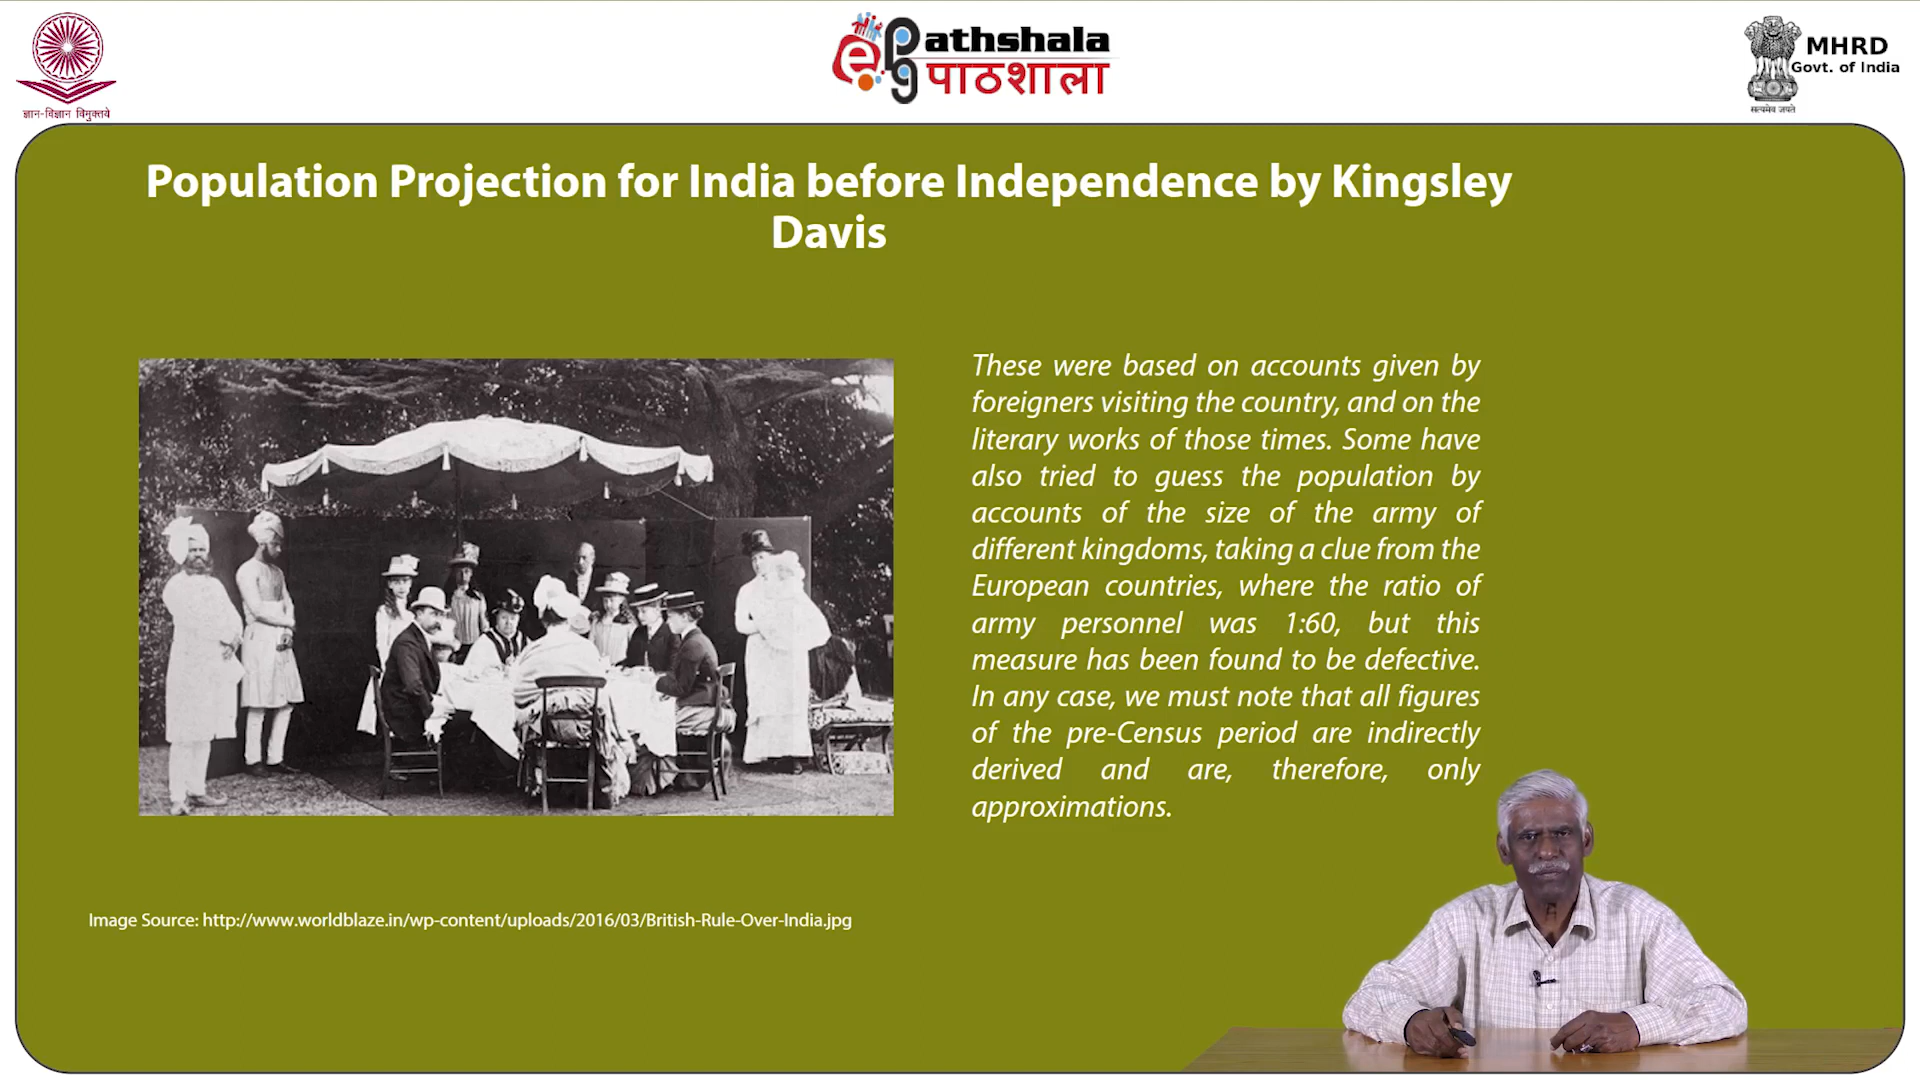 ज्ञान-विज्ञान विमुक्तये
e Pg athshala
पाठशाला
MHRD
Govt. of India
सत्यमेव जयते
Population Projection for India before Independence by Kingsley
Davis
These were based on accounts given by
foreigners visiting the country, and on the
literary works of those times. Some have
also tried to guess the population by
accounts of the size of the army of
different kingdoms, taking a clue from the
European countries, where the ratio of
army personnel was 1:60, but this
measure has been found to be defective.
In any case, we must note that all figures
of the pre-Census period are indirectly
derived and are, therefore, only
approximations.
Image Source: http://www.worldblaze.in/wp-content/uploads/2016/03/British-Rule-Over-India.jpg